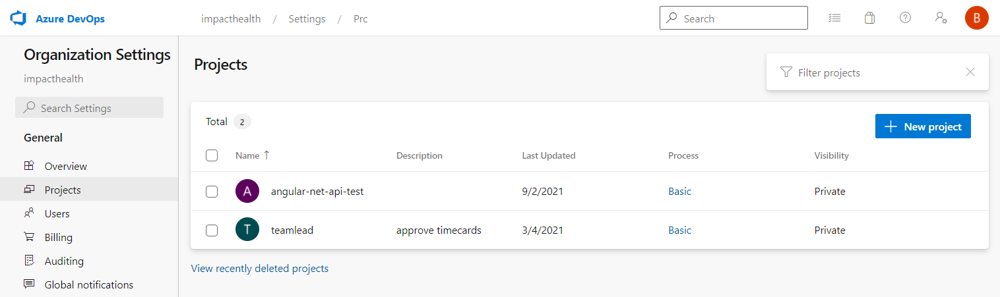 Azure DevOps impacthealth / Settings / Prc Search B
Organization Settings
impacthealth
Search Settings
General
Overview
Projects
Users
Billing
Auditing
Global notifications
Projects
Filter projects
Total 2
New project
Name Description Last Updated Process Visibility
A angular-net-api-test 9/2/2021 Basic Private
T teamlead approve timecards 3/4/2021 Basic Private
View recently deleted projects